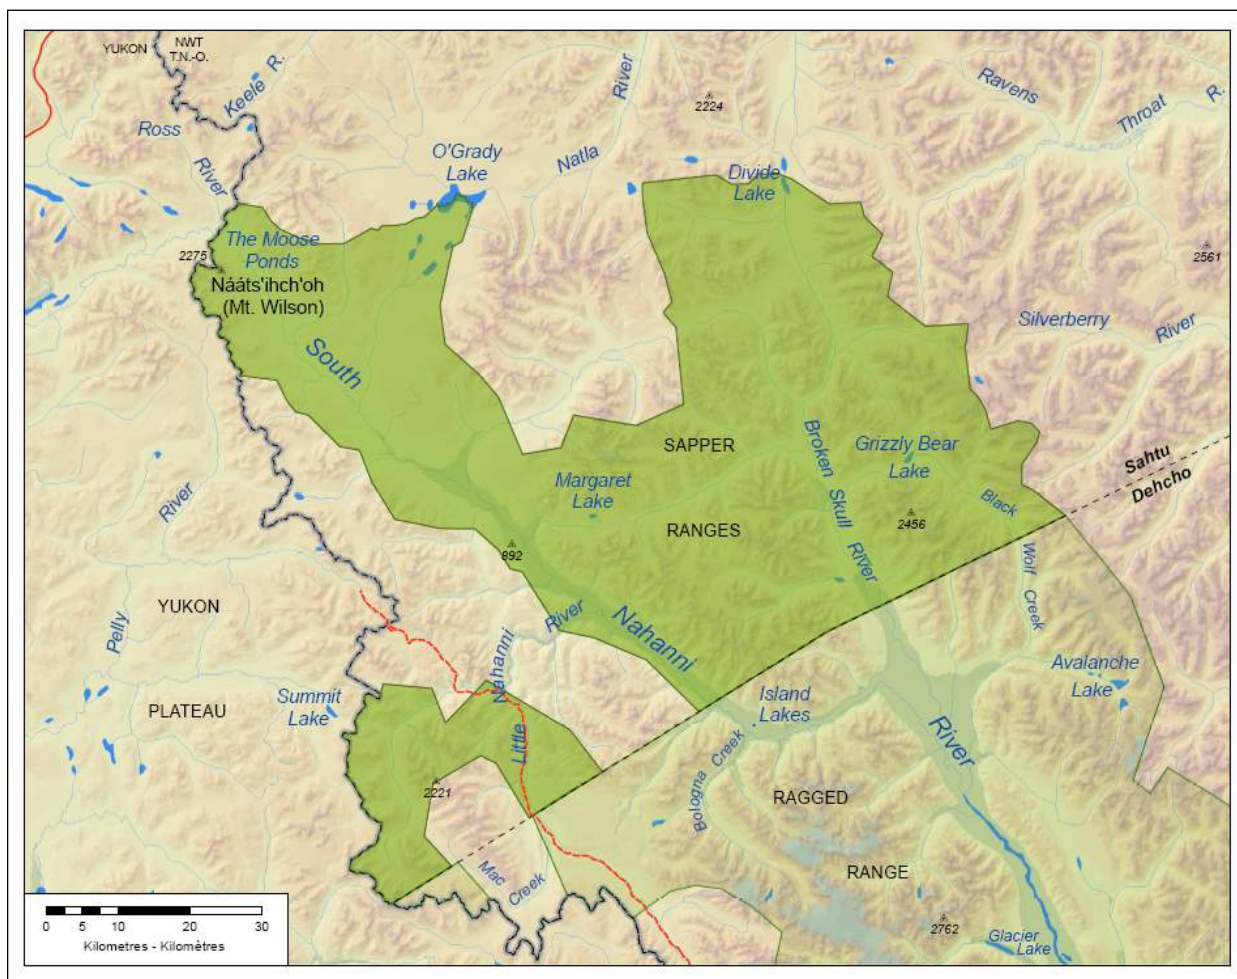 YUKON
NWT
T.N.-O.
Keele R.
River
2224
Ravens
Throat R.
Ross
River
O'Grady
Lake
Natla
Divide
Lake
2275
The Moose
Ponds
Nááts'ihch'oh
(Mt. Wilson)
2561
Silverberry
River
South
SAPPER
Broken Skull River
Grizzly Bear
Lake
Sahtu
Dehcho
Margaret
Lake
River
Black
2456
RANGES
892
Wolf Creek
YUKON
Pelly
River
Nahanni
Nahanni
Avalanche
Lake
Summit
Lake
PLATEAU
Island
Lakes
Little
River
Bologna Creek
2221
RAGGED
Mac
Creek
RANGE
2762
Glacier
Lake
0 5 10 20 30
Kilometres - Kilomètres